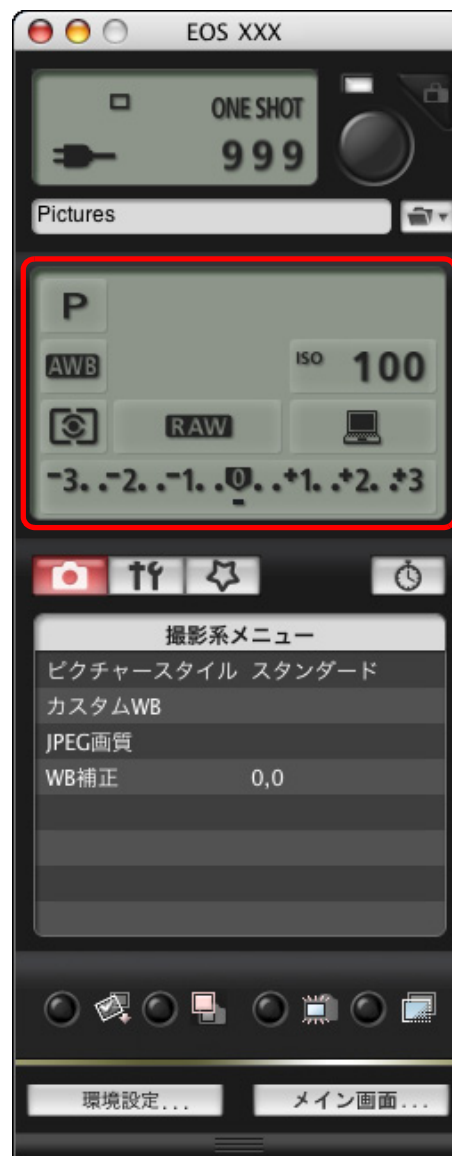 EOS XXX
ONE SHOT
999
Pictures
P
AWB
ISO 100
RAW
-3. .-2. .-1. .0. .+1. .+2. .+3
撮影系メニュー
ピクチャースタイル スタンダード
カスタムWB
JPEG画質
WB補正 0,0
環境設定... メイン画面...